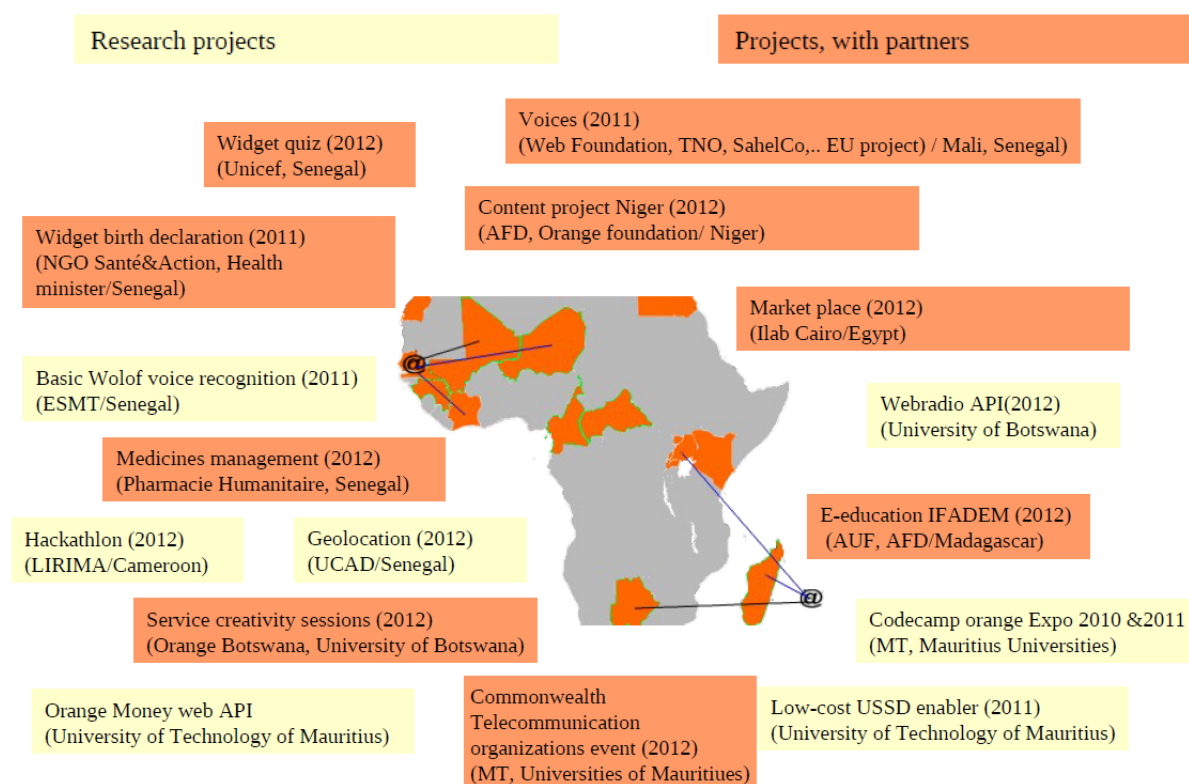 Research projects
Projects, with partners
Voices (2011)
(Web Foundation, TNO, SahelCo,.. EU project) / Mali, Senegal)
Widget quiz (2012)
(Unicef, Senegal)
Content project Niger (2012)
(AFD, Orange foundation/ Niger)
Widget birth declaration (2011)
(NGO Santé&Action, Health
minister/Senegal)
Market place (2012)
(Ilab Cairo/Egypt)
@
Basic Wolof voice recognition (2011)
(ESMT/Senegal)
Webradio API(2012)
(University of Botswana)
Medicines management (2012)
(Pharmacie Humanitaire, Senegal)
E-education IFADEM (2012)
(AUF, AFD/Madagascar)
Hackathlon (2012)
(LIRIMA/Cameroon)
Geolocation (2012)
(UCAD/Senegal)
@
Service creativity sessions (2012)
(Orange Botswana, University of Botswana)
Codecamp orange Expo 2010 &2011
(MT, Mauritius Universities)
Orange Money web API
(University of Technology of Mauritius)
Commonwealth
Telecommunication
organizations event (2012)
(MT, Universities of Mauritiues)
Low-cost USSD enabler (2011)
(University of Technology of Mauritius)